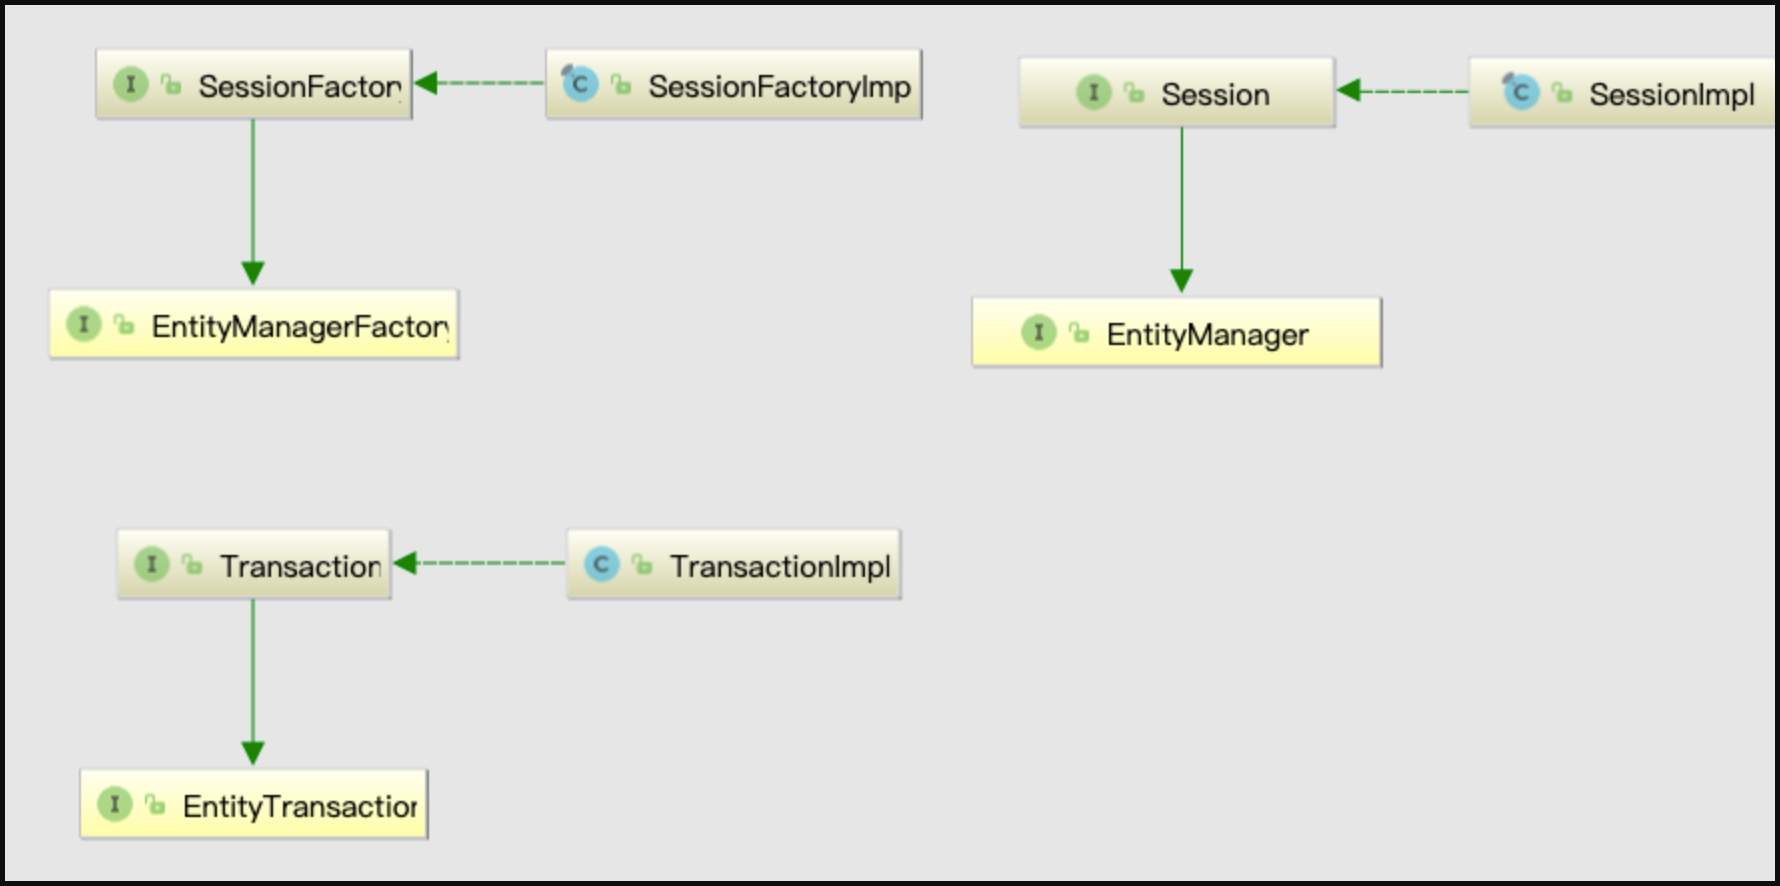 I SessionFactory
C SessionFactoryImp
I Session
C SessionImpl
I EntityManagerFactory
I EntityManager
I Transaction
C TransactionImpl
I EntityTransaction